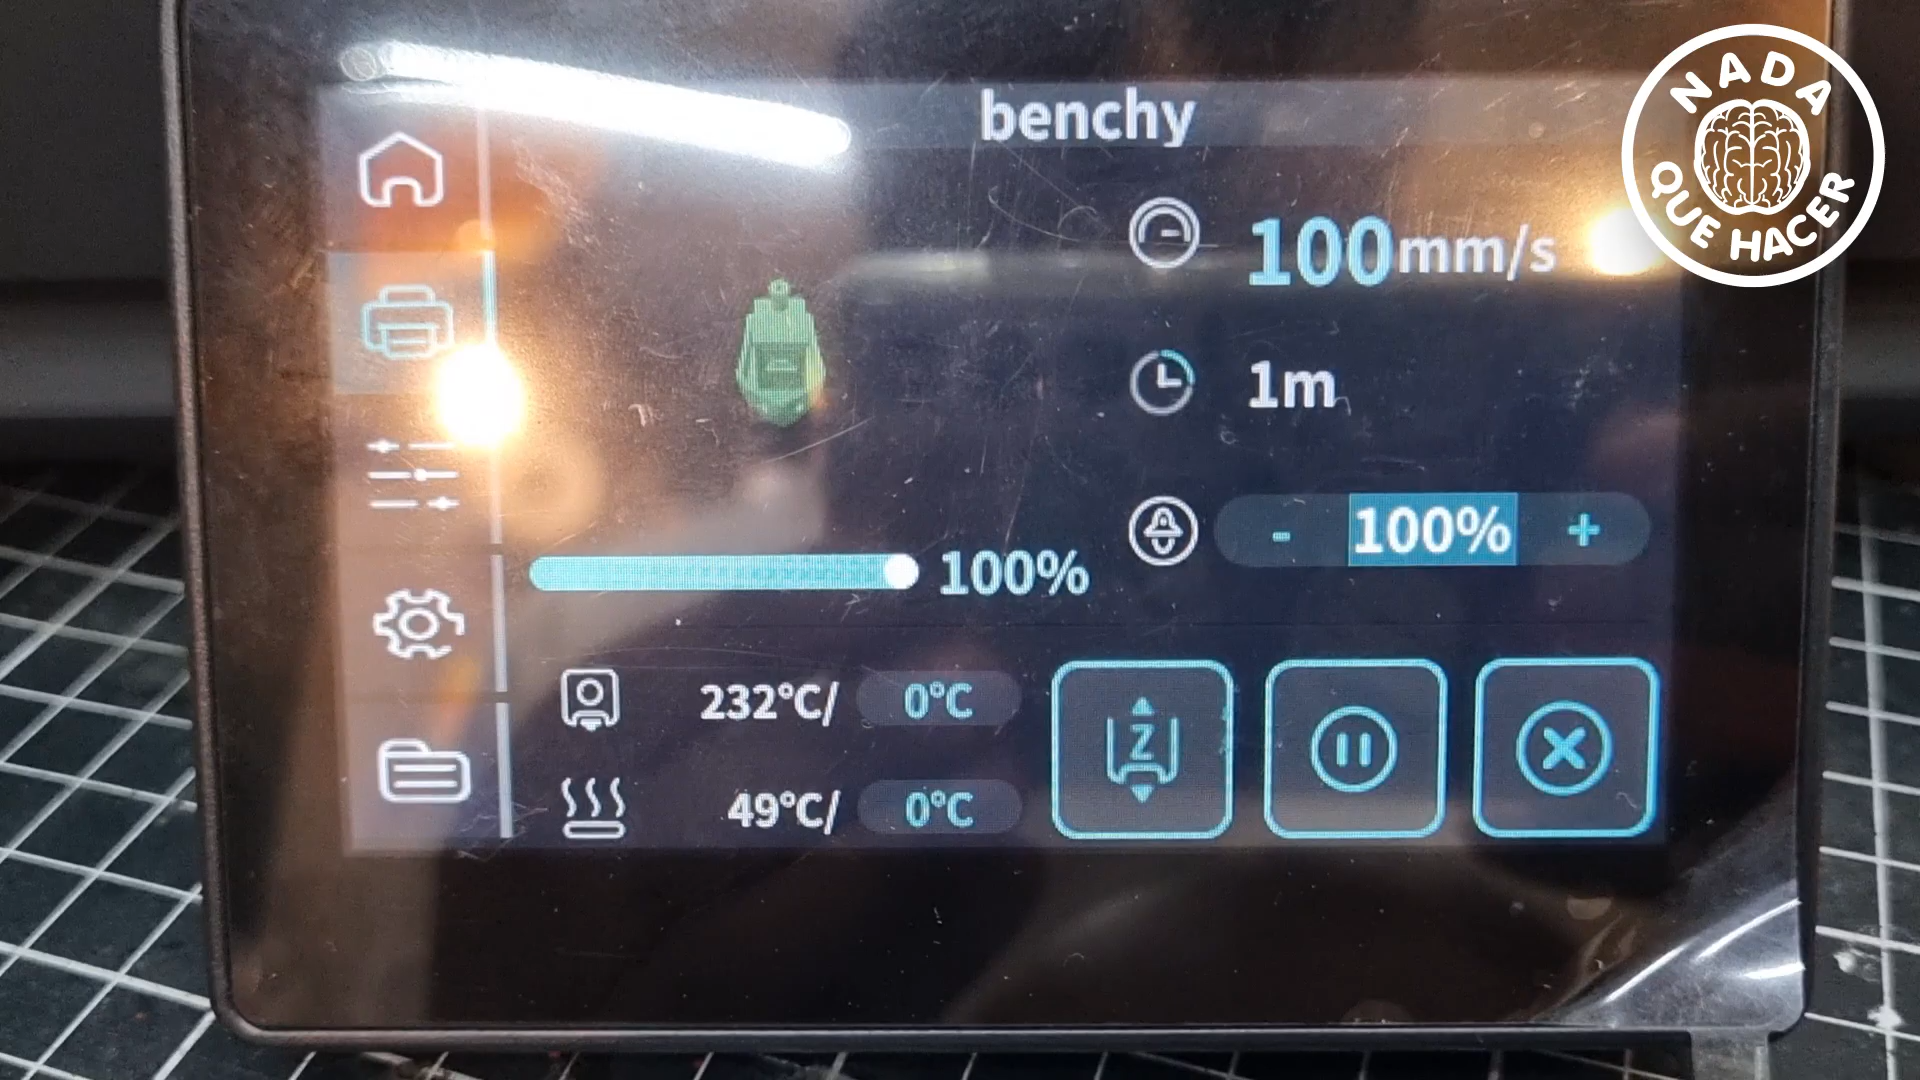 benchy
100mm/s
1m
- 100% +
100%
232°C/ 0°C
49°C/ 0°C
Z
NADA
QUE HACER